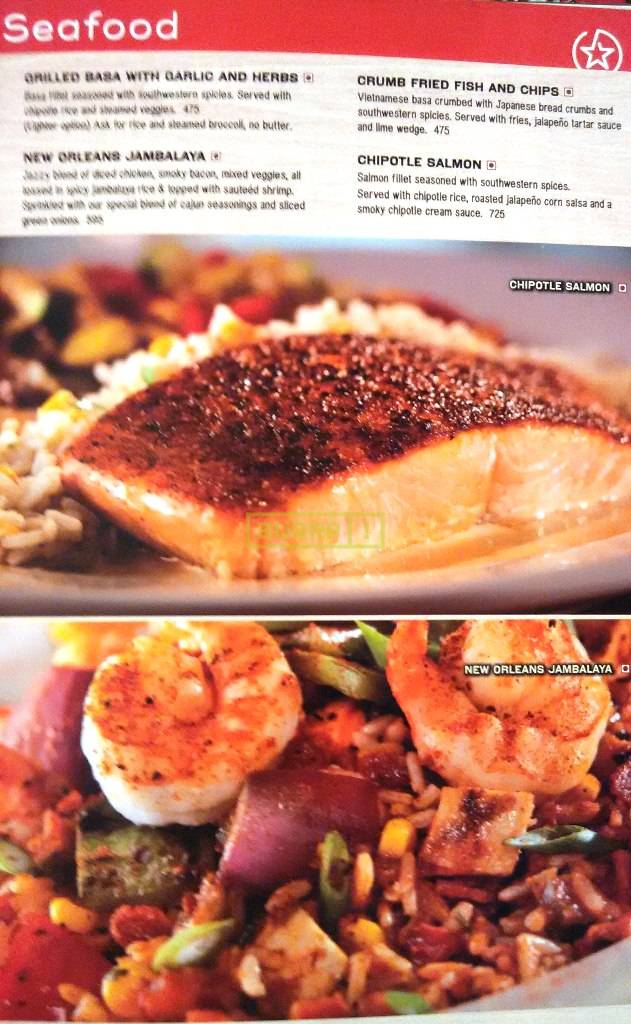 Seafood
GRILLED BASA WITH GARLIC AND HERBS
Basa fillet seasoned with southwestern spices. Served with
chipotle rice and steamed veggies. 475
(Lighter option) Ask for rice and steamed broccoli, no butter.
NEW ORLEANS JAMBALAYA
Jazzy blend of diced chicken, smoky bacon, mixed veggies, all
tossed in spicy jambalaya rice & topped with sauteéd shrimp.
Sprinkled with our special blend of cajun seasonings and sliced
green onions. 595
CRUMB FRIED FISH AND CHIPS
Vietnamese basa crumbed with Japanese bread crumbs and
southwestern spices. Served with fries, jalapeño tartar sauce
and lime wedge. 475
CHIPOTLE SALMON
Salmon fillet seasoned with southwestern spices.
Served with chipotle rice, roasted jalapeño corn salsa and a
smoky chipotle cream sauce. 725
CHIPOTLE SALMON
NEW ORLEANS JAMBALAYA